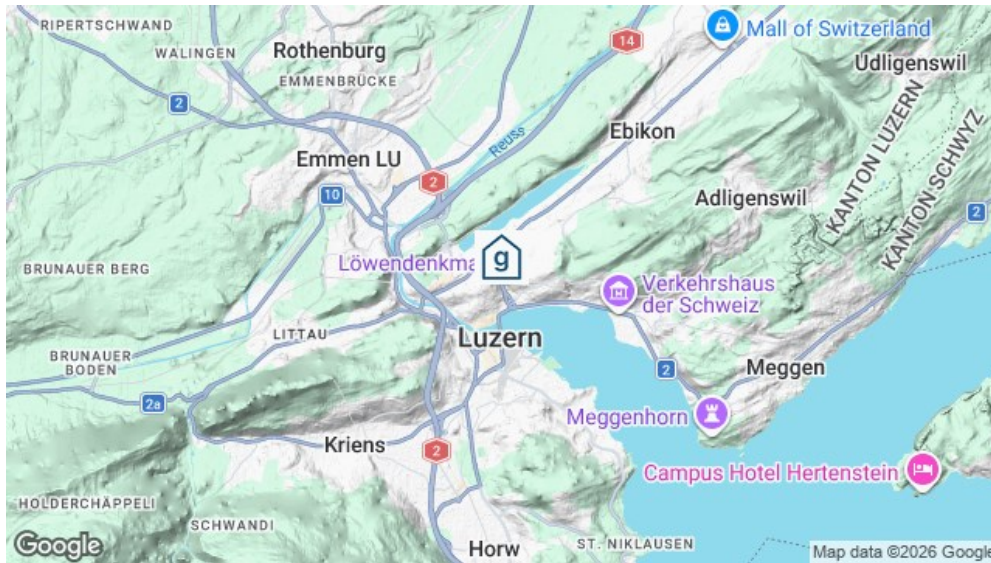 RIPERTSCHWAND
14
Mall of Switzerland
WALINGEN
Rothenburg
Udligenswil
EMMENBRÜCKE
2
Reuss
Ebikon
KANTON LUZERN
KANTON SCHWYZ
Emmen LU
2
10
Adligenswil
2
BRUNAUER BERG
Löwendenkma
g
Verkehrshaus
der Schweiz
LITTAU
Luzern
BRUNAUER
BODEN
2
Meggen
2a
Meggenhorn
Kriens
2
Campus Hotel Hertenstein
HOLDERCHÄPPELI
SCHWANDI
Google
Horw
ST. NIKLAUSEN
Map data ©2026 Google